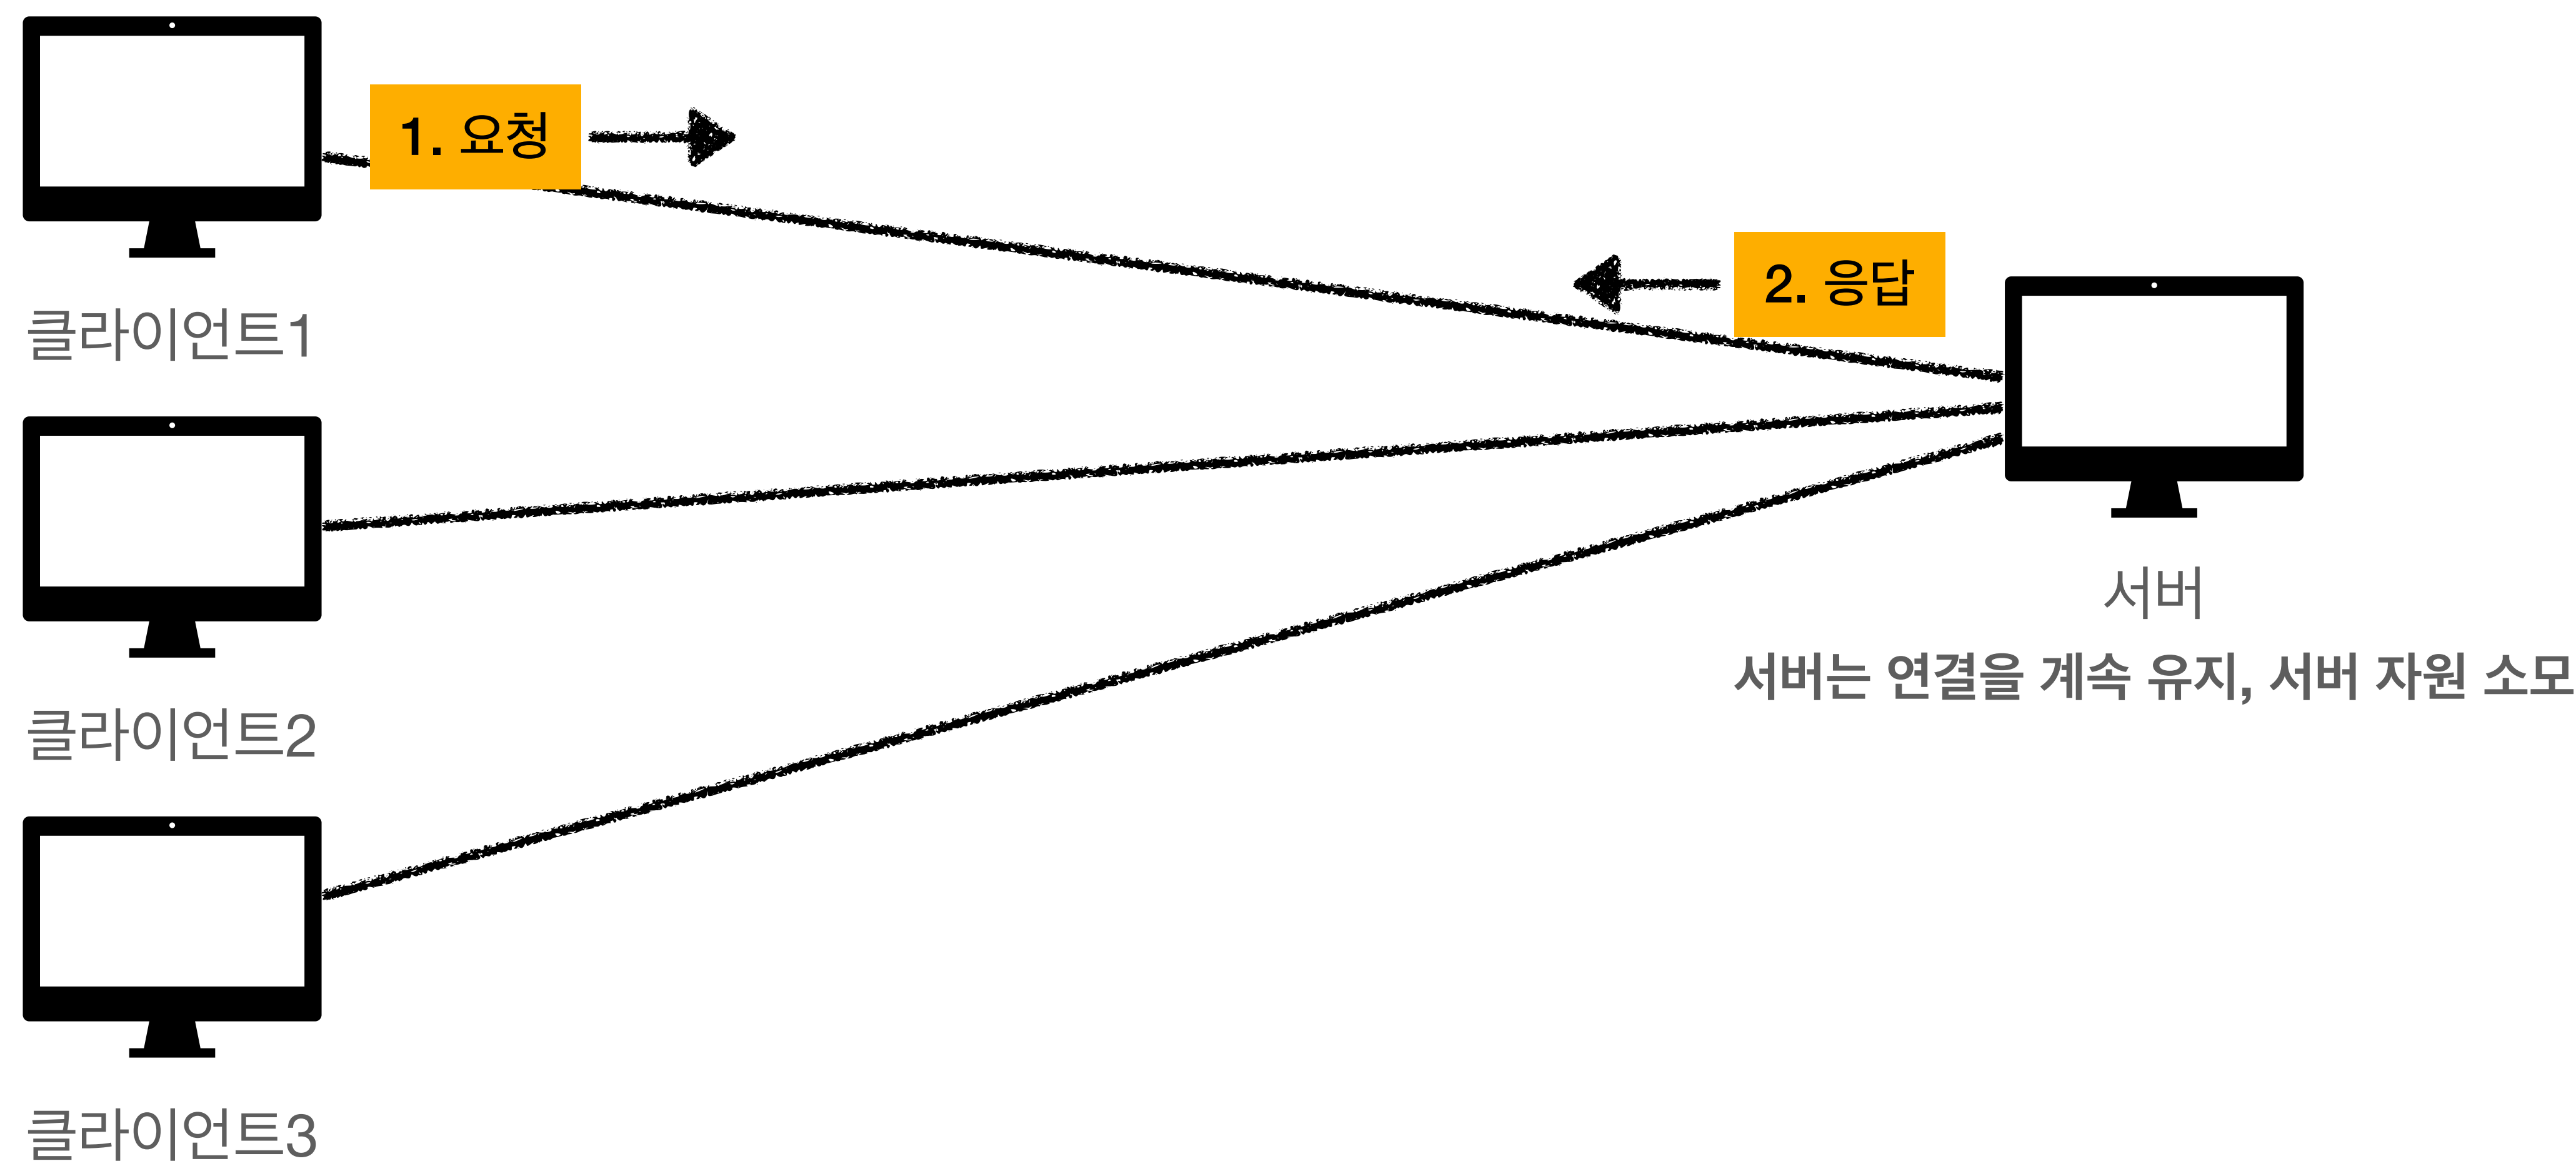 1. 요청
2. 응답
클라이언트1
서버
서버는 연결을 계속 유지, 서버 자원 소모
클라이언트2
클라이언트3